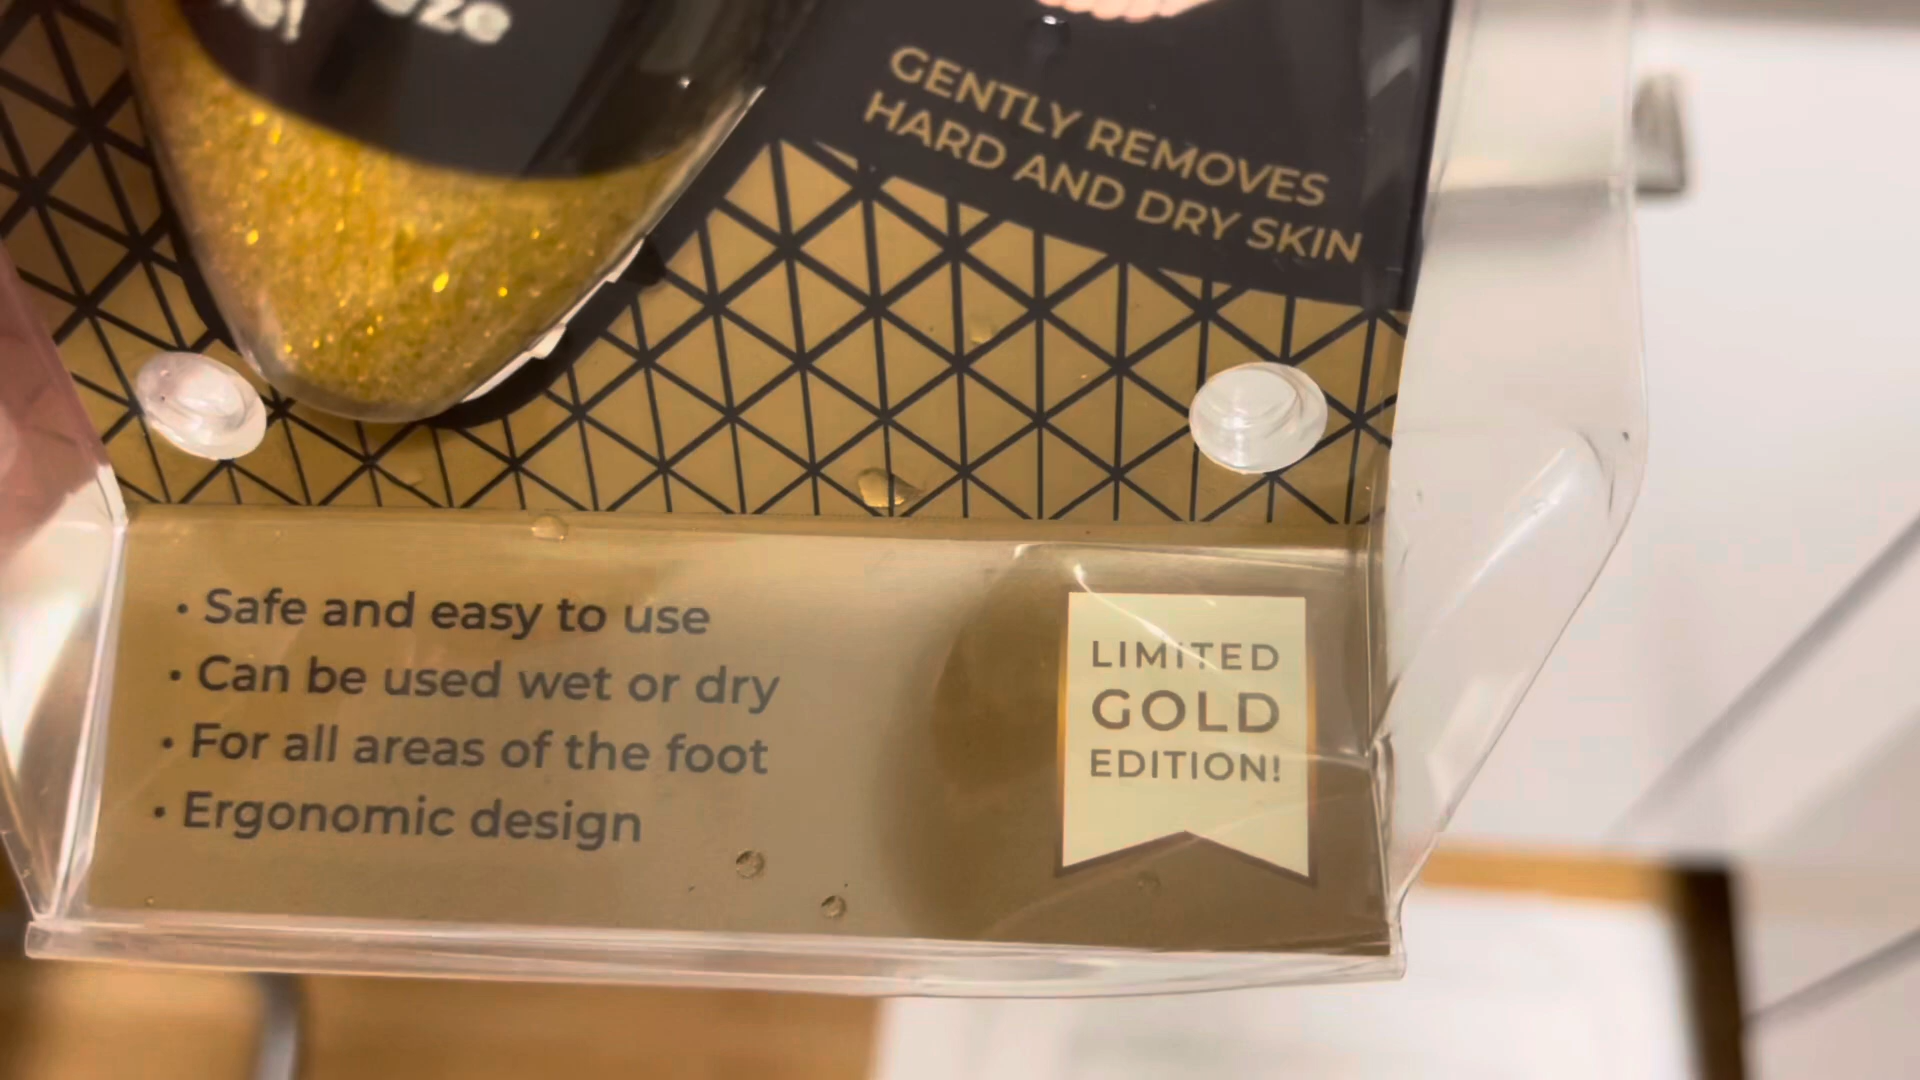 GENTLY REMOVES
HARD AND DRY SKIN
• Safe and easy to use
• Can be used wet or dry
• For all areas of the foot
• Ergonomic design
LIMITED
GOLD
EDITION!